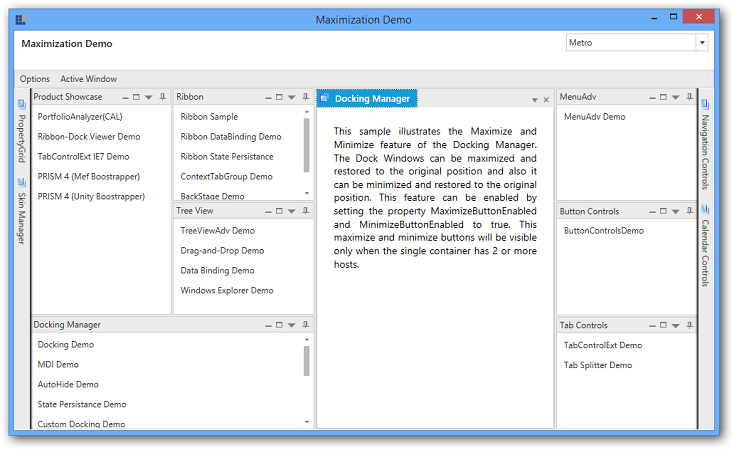 Maximization Demo
Maximization Demo
Metro
Options Active Window
PropertyGrid
Skin Manager
Product Showcase
PortfolioAnalyzer(CAL)
Ribbon-Dock Viewer Demo
TabControlExt IE7 Demo
PRISM 4 (Mef Boostrapper)
PRISM 4 (Unity Boostrapper)
Ribbon
Ribbon Sample
Ribbon DataBinding Demo
Ribbon State Persistance
ContextTabGroup Demo
BackStage Demo
Tree View
TreeViewAdv Demo
Drag-and-Drop Demo
Data Binding Demo
Windows Explorer Demo
Docking Manager
Docking Demo
MDI Demo
AutoHide Demo
State Persistance Demo
Custom Docking Demo
Docking Manager
This sample illustrates the Maximize and
Minimize feature of the Docking Manager.
The Dock Windows can be maximized and
restored to the original position and also it
can be minimized and restored to the original
position. This feature can be enabled by
setting the property MaximizeButtonEnabled
and MinimizeButtonEnabled to true. This
maximize and minimize buttons will be visible
only when the single container has 2 or more
hosts.
MenuAdv
MenuAdv Demo
Button Controls
ButtonControlsDemo
Tab Controls
TabControlExt Demo
Tab Splitter Demo
Navigation Controls
Calendar Controls